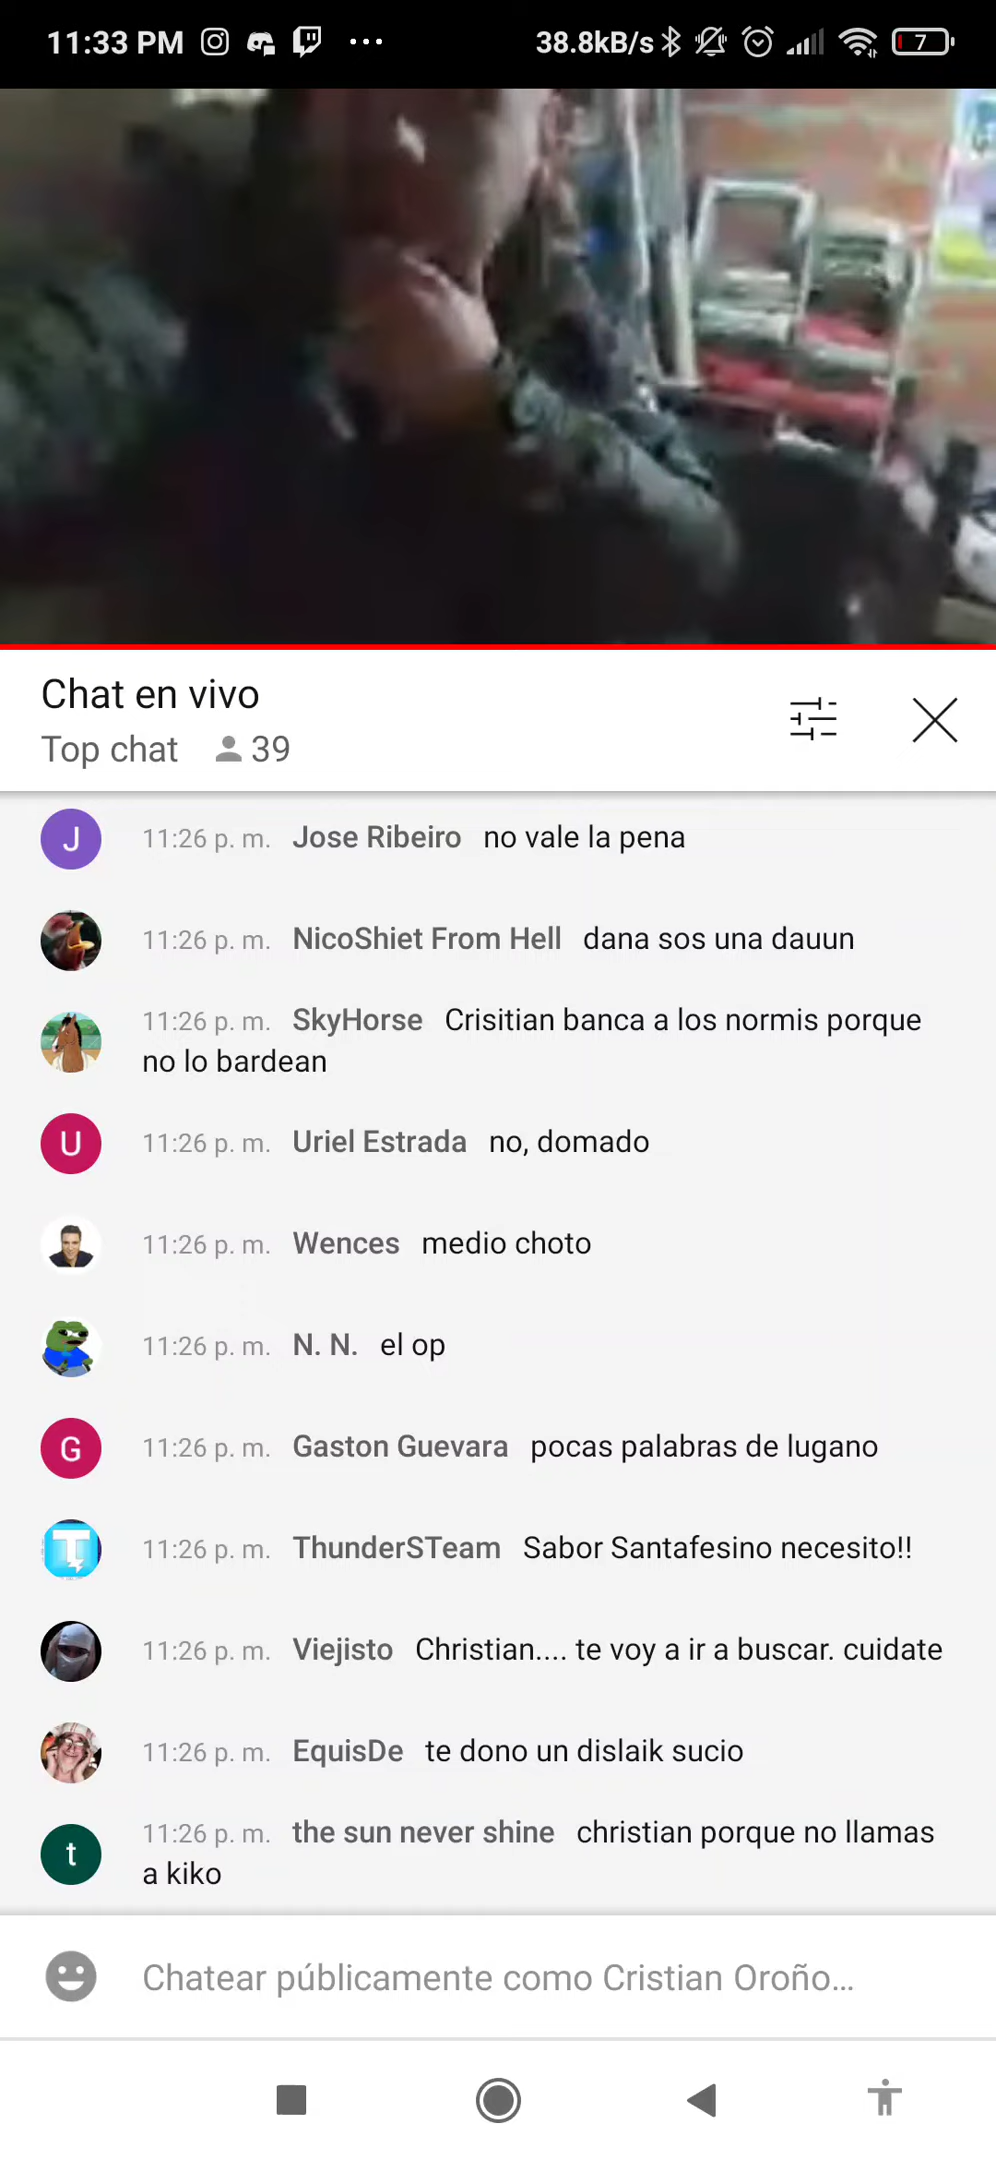 11:33 PM ... 38.8kB/s 7
Chat en vivo
Top chat 39
J 11:26 p. m. Jose Ribeiro no vale la pena
11:26 p. m. NicoShiet From Hell dana sos una dauun
11:26 p. m. SkyHorse Crisitian banca a los normis porque
no lo bardean
U 11:26 p. m. Uriel Estrada no, domado
11:26 p. m. Wences medio choto
11:26 p. m. N. N. el op
G 11:26 p. m. Gaston Guevara pocas palabras de lugano
T 11:26 p. m. ThunderSTeam Sabor Santafesino necesito!!
11:26 p. m. Viejisto Christian.... te voy a ir a buscar. cuidate
11:26 p. m. EquisDe te dono un dislaik sucio
t 11:26 p. m. the sun never shine christian porque no llamas
a kiko
Chatear públicamente como Cristian Oroño...